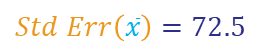 Std Err(x̄) = 72.5